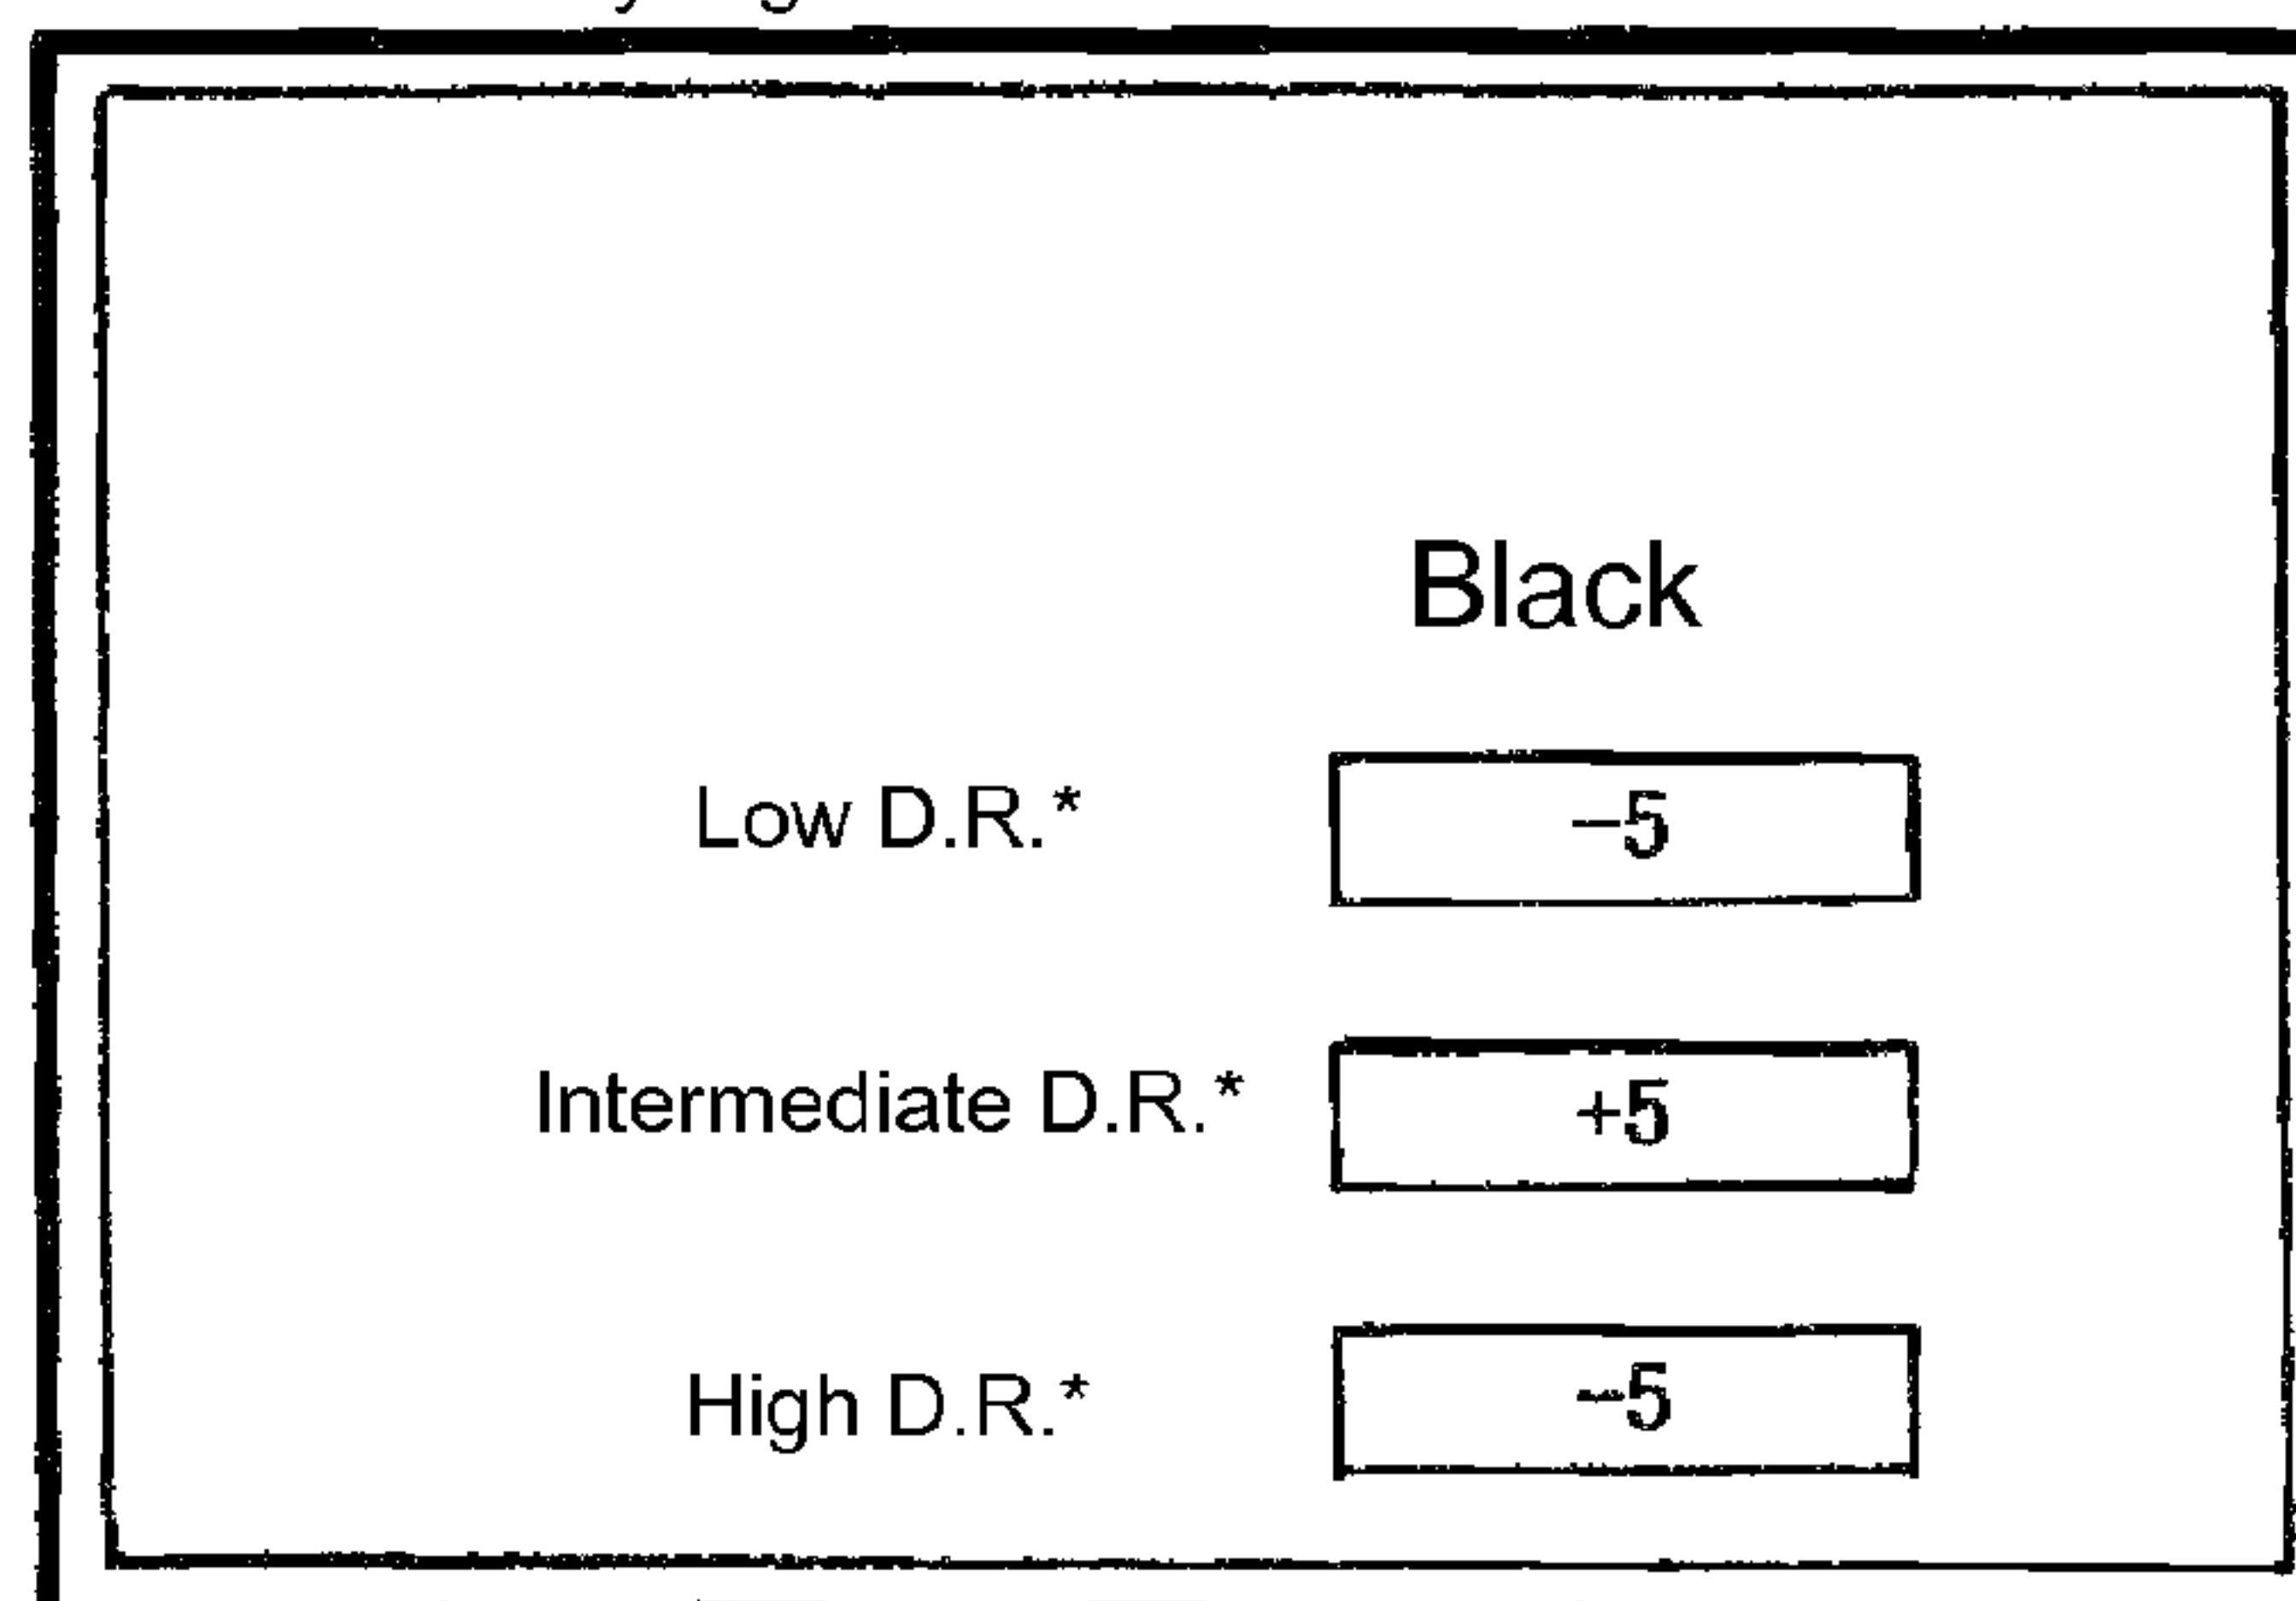 Black
Low D.R.* –5
Intermediate D.R.* +5
High D.R.* –5